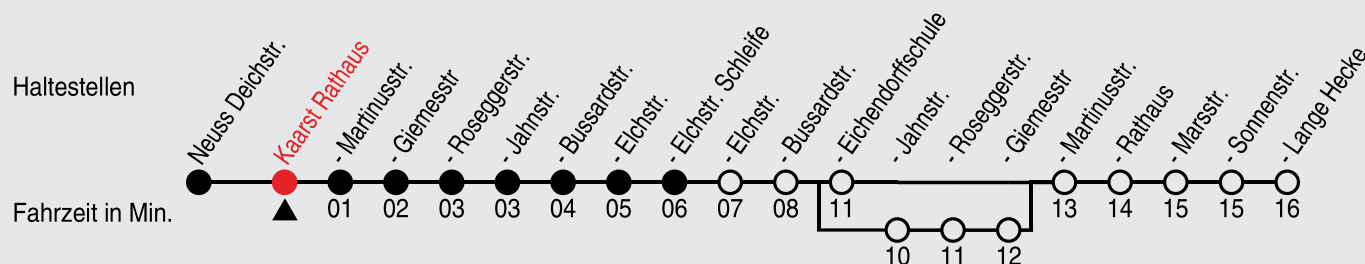 Haltestellen
Neuss Deichstr.
Kaarst Rathaus
- Martinusstr.
- Giemesstr
- Roseggerstr.
- Jahnstr.
- Bussardstr.
- Elchstr.
- Elchstr. Schleife
- Elchstr.
- Bussardstr.
- Eichendorffschule
- Jahnstr.
- Roseggerstr.
- Giemesstr
- Martinusstr.
- Rathaus
- Marsstr.
- Sonnenstr.
- Lange Hecke
Fahrzeit in Min.
01 02 03 03 04 05 06 07 08 11 13 14 15 15 16
10 11 12